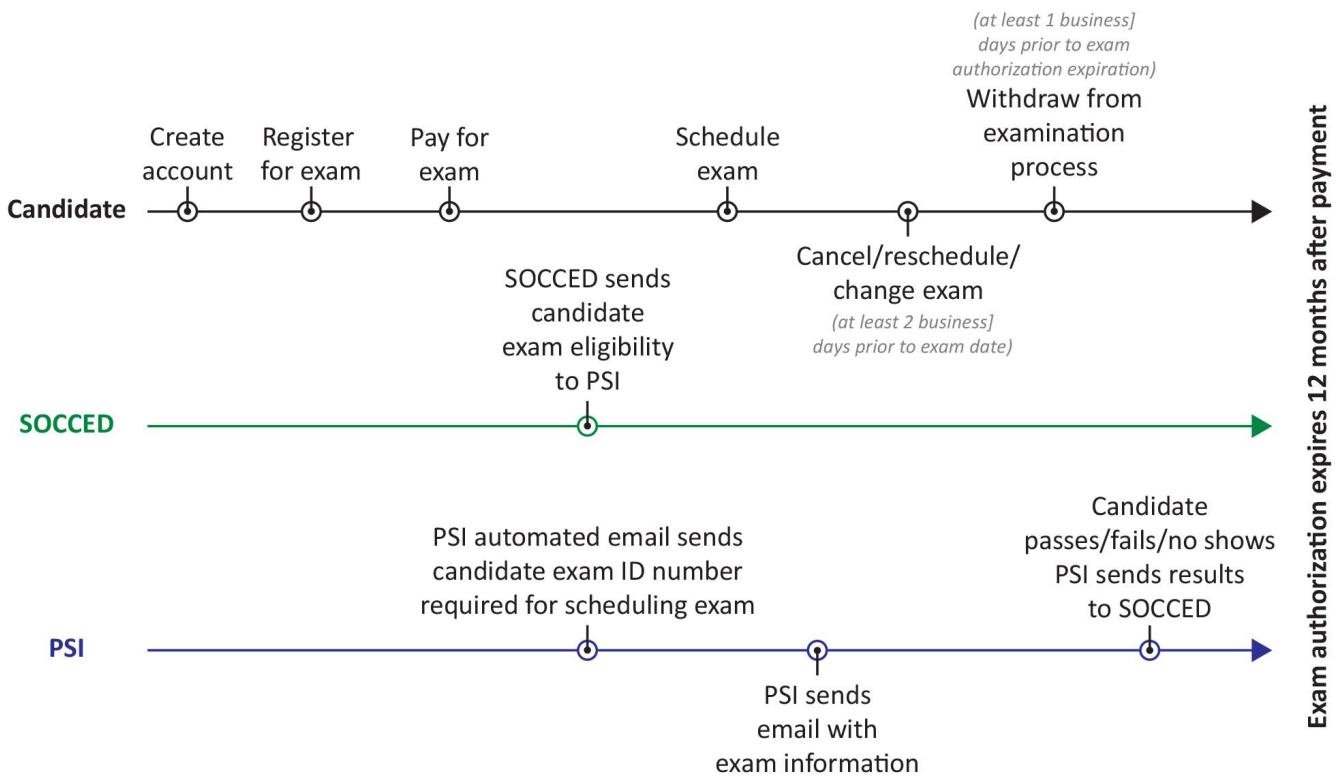 (at least 1 business]
days prior to exam
authorization expiration)
Withdraw from
examination
process
Create
account
Register
for exam
Pay for
exam
Schedule
exam
Candidate
Cancel/reschedule/
change exam
(at least 2 business]
days prior to exam date)
SOCCED sends
candidate
exam eligibility
to PSI
SOCCED
PSI automated email sends
candidate exam ID number
required for scheduling exam
Candidate
passes/fails/no shows
PSI sends results
to SOCCED
PSI
PSI sends
email with
exam information
Exam authorization expires 12 months after payment